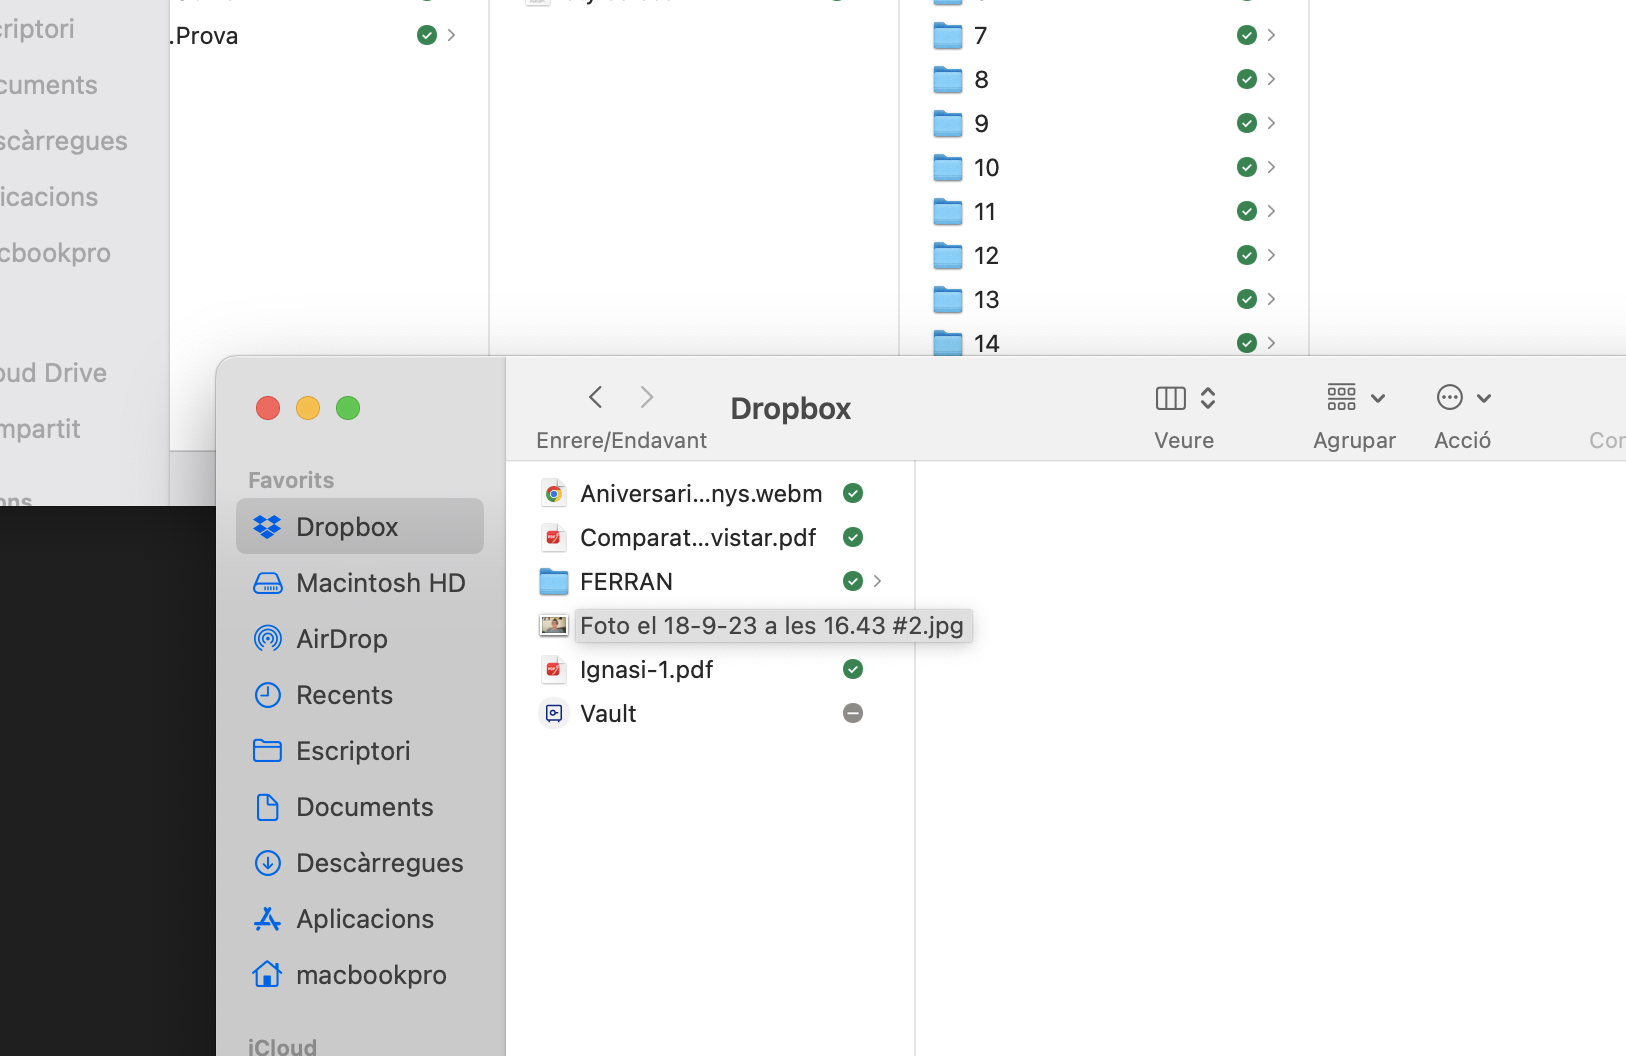 .Prova
7
8
9
10
11
12
13
14
criptori
cuments
scàrregues
icacions
cbookpro
oud Drive
mpartit
ons
Dropbox
Enrere/Endavant
Veure
Agrupar
Acció
Cor
Favorits
Dropbox
Macintosh HD
AirDrop
Recents
Escriptori
Documents
Descàrregues
Aplicacions
macbookpro
iCloud
Aniversari...nys.webm
Comparat...vistar.pdf
FERRAN
Foto el 18-9-23 a les 16.43 #2.jpg
Ignasi-1.pdf
Vault